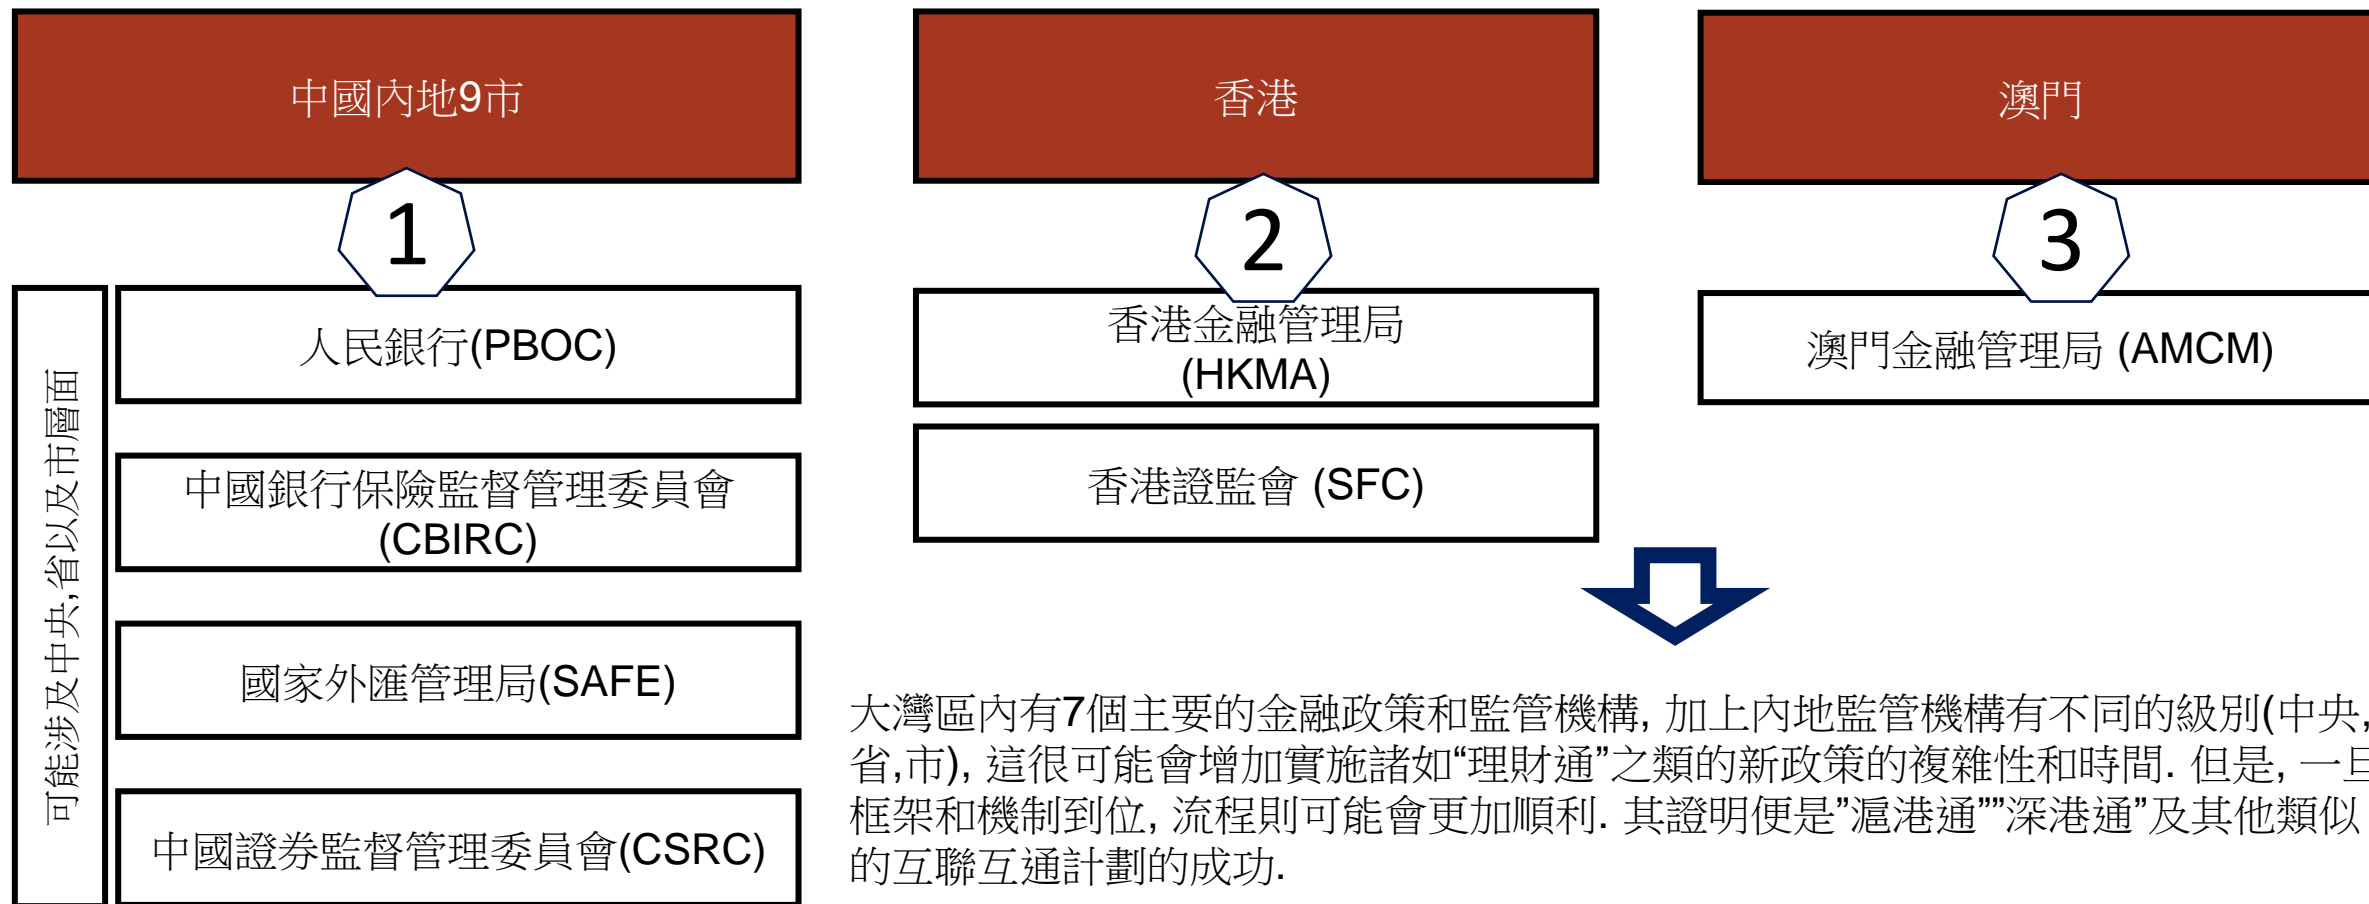 中國內地9市
1
可能涉及中央,省以及市層面
人民銀行(PBOC)
中國銀行保險監督管理委員會
(CBIRC)
國家外匯管理局(SAFE)
中國證券監督管理委員會(CSRC)
香港
2
香港金融管理局
(HKMA)
香港證監會 (SFC)
澳門
3
澳門金融管理局 (AMCM)
大灣區內有7個主要的金融政策和監管機構, 加上內地監管機構有不同的級別(中央,
省,市), 這很可能會增加實施諸如“理財通”之類的新政策的複雜性和時間. 但是, 一旦
框架和機制到位, 流程則可能會更加順利. 其證明便是”滬港通””深港通”及其他類似
的互聯互通計劃的成功.